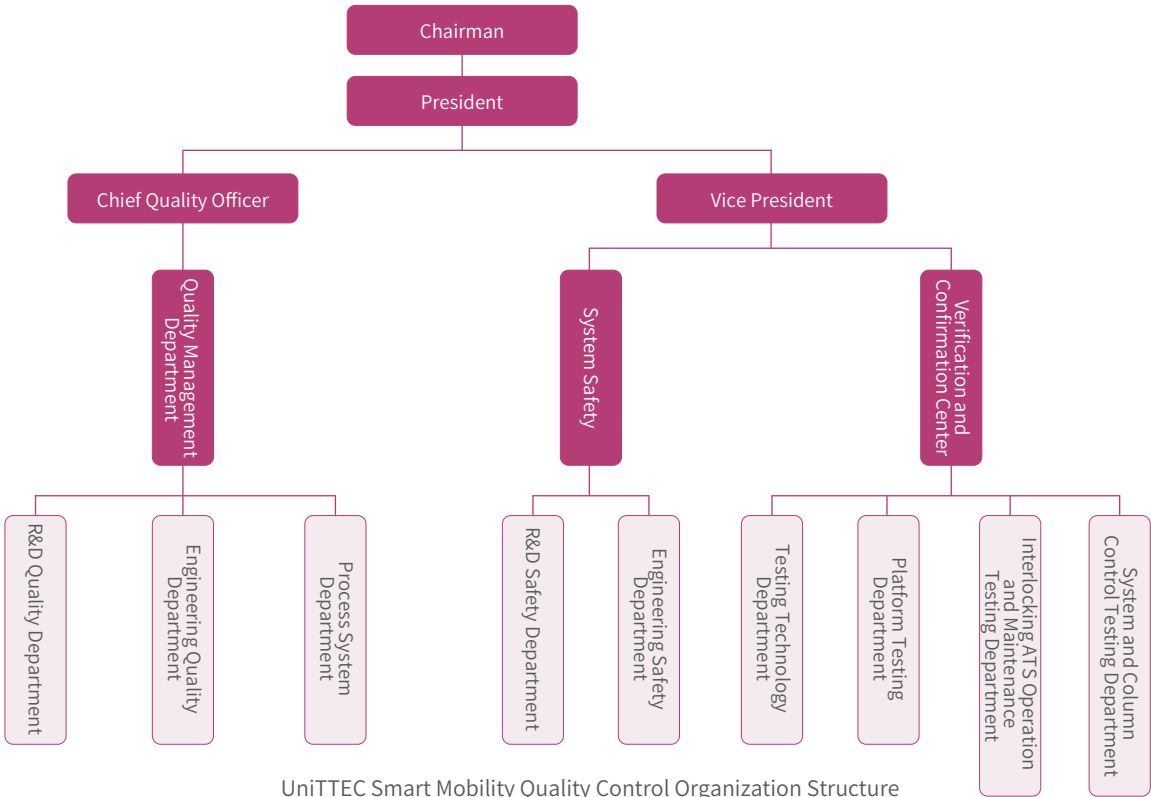 Chairman
President
Chief Quality Officer
Vice President
Quality Management
Department
System Safety
Verification and
Confirmation Center
R&D Quality Department
Engineering Quality
Department
Process System
Department
R&D Safety Department
Engineering Safety
Department
Testing Technology
Department
Platform Testing
Department
Interlocking ATS Operation
and Maintenance
Testing Department
System and Column
Control Testing Department
UniTTEC Smart Mobility Quality Control Organization Structure